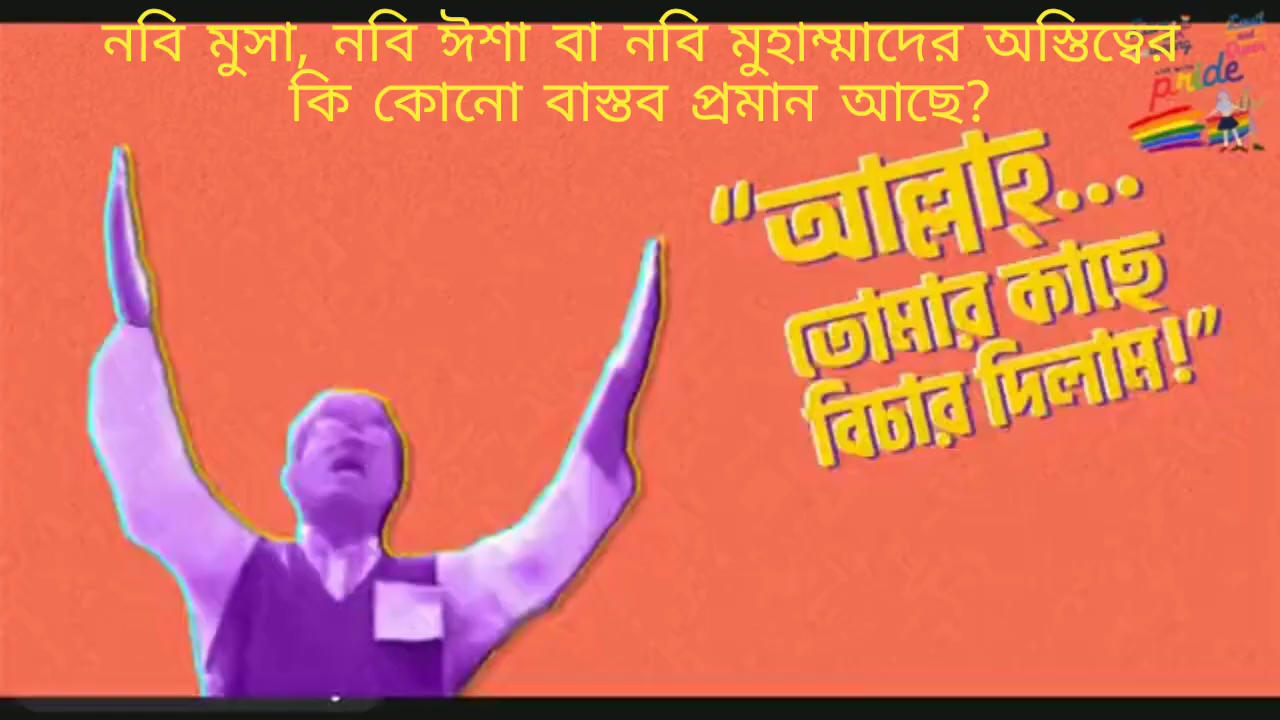 নবি মুসা, নবি ঈশা বা নবি মুহাম্মাদের অস্তিত্বের
কি কোনো বাস্তব প্রমান আছে?
pride
“আল্লাহ্...
তোমার কাছে
বিচার দিলাম!”